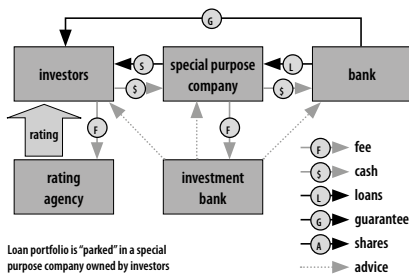 G
investors
S
$
special purpose
company
L
$
bank
rating
F
F
rating
agency
investment
bank
F fee
$ cash
L loans
G guarantee
A shares
advice
Loan portfolio is "parked" in a special
purpose company owned by investors